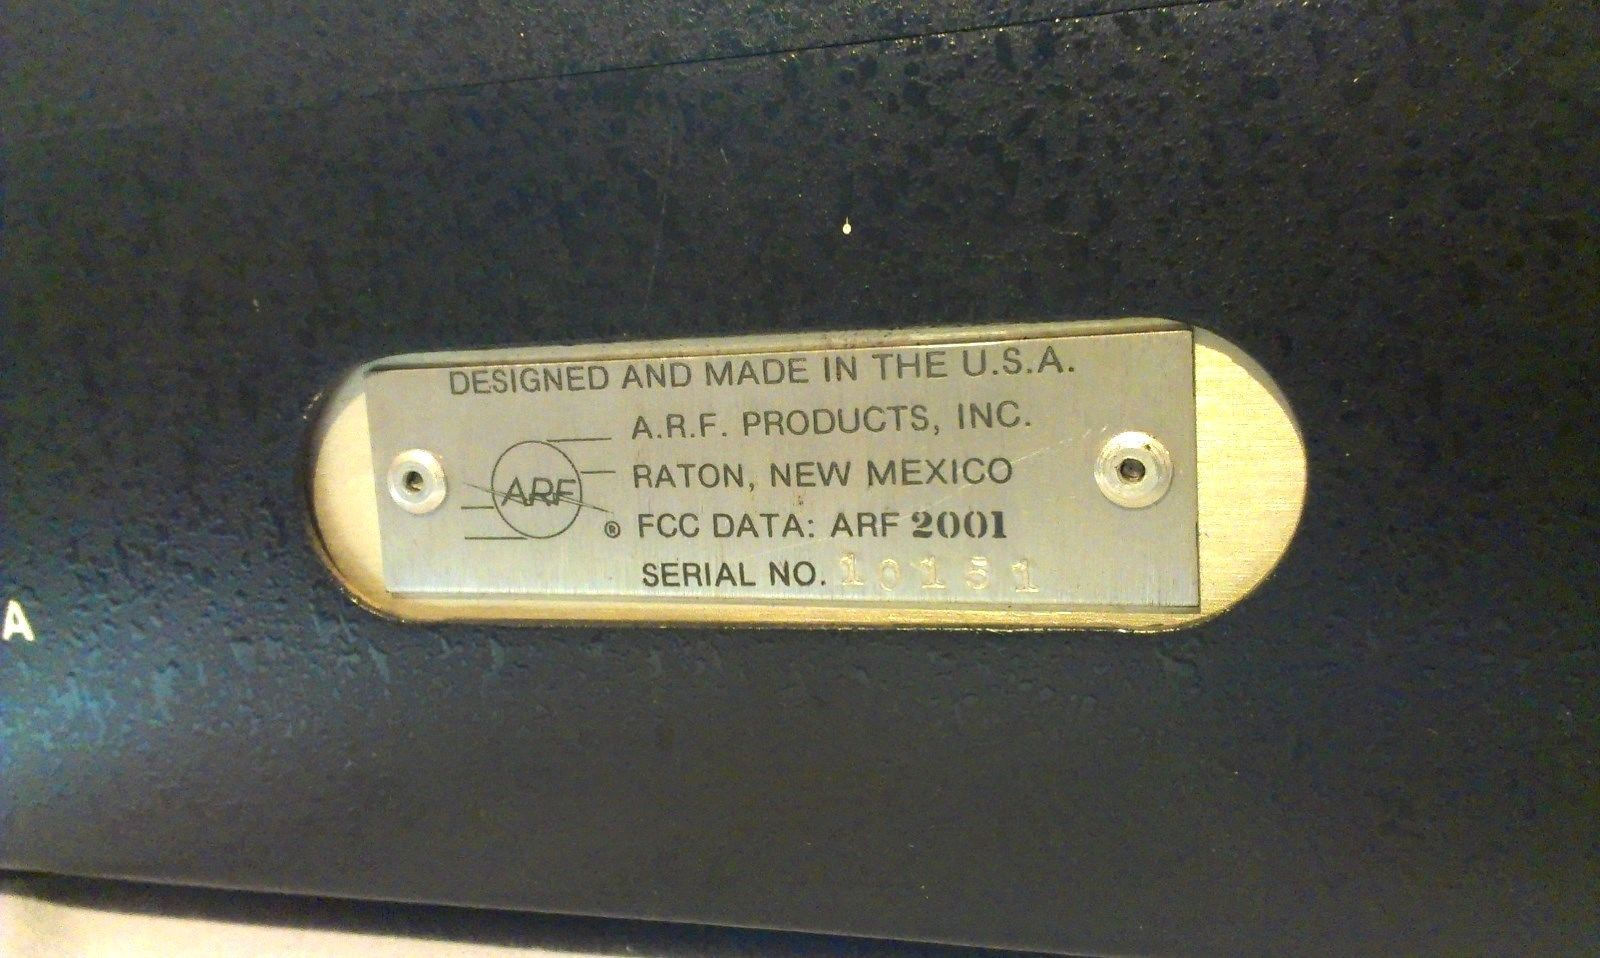 DESIGNED AND MADE IN THE U.S.A.
A.R.F. PRODUCTS, INC.
RATON, NEW MEXICO
ARF
® FCC DATA: ARF 2001
SERIAL NO. 10151
A